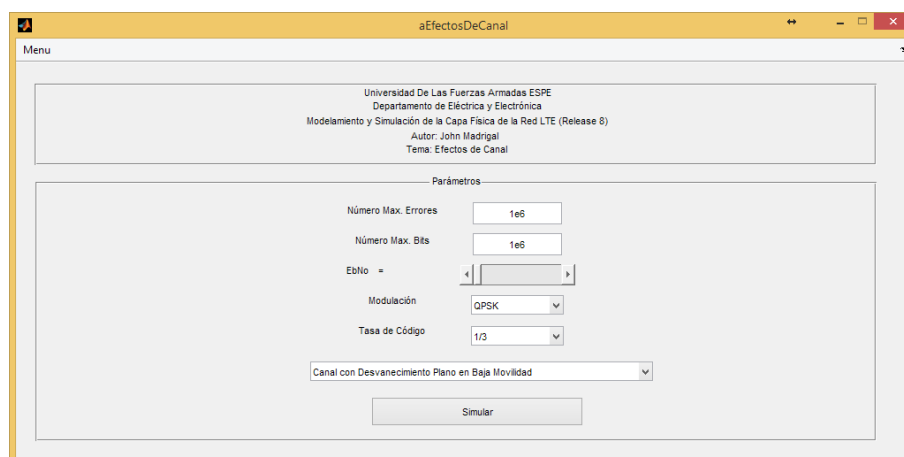 aEfectosDeCanal
Menu
Universidad De Las Fuerzas Armadas ESPE
Departamento de Eléctrica y Electrónica
Modelamiento y Simulación de la Capa Física de la Red LTE (Release 8)
Autor: John Madrigal
Tema: Efectos de Canal
Parámetros
Número Max. Errores 1e6
Número Max. Bits 1e6
EbNo =
Modulación QPSK
Tasa de Código 1/3
Canal con Desvanecimiento Plano en Baja Movilidad
Simular